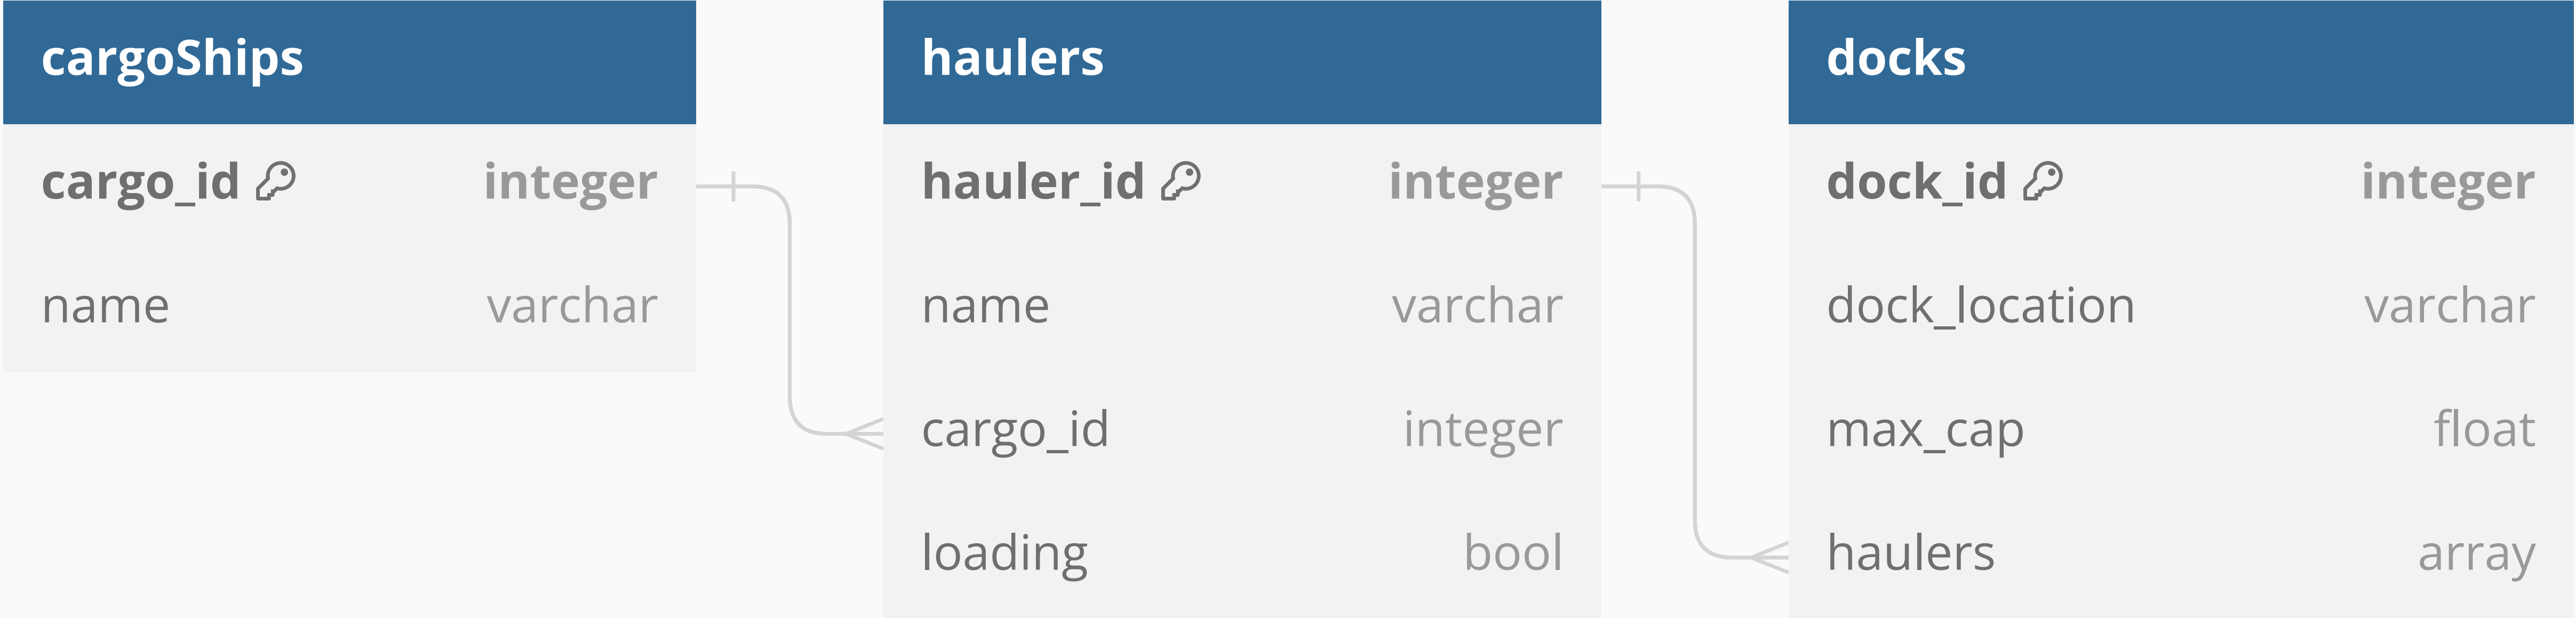 cargoShips
cargo_id integer
name varchar
haulers
hauler_id integer
name varchar
cargo_id integer
loading bool
docks
dock_id integer
dock_location varchar
max_cap float
haulers array